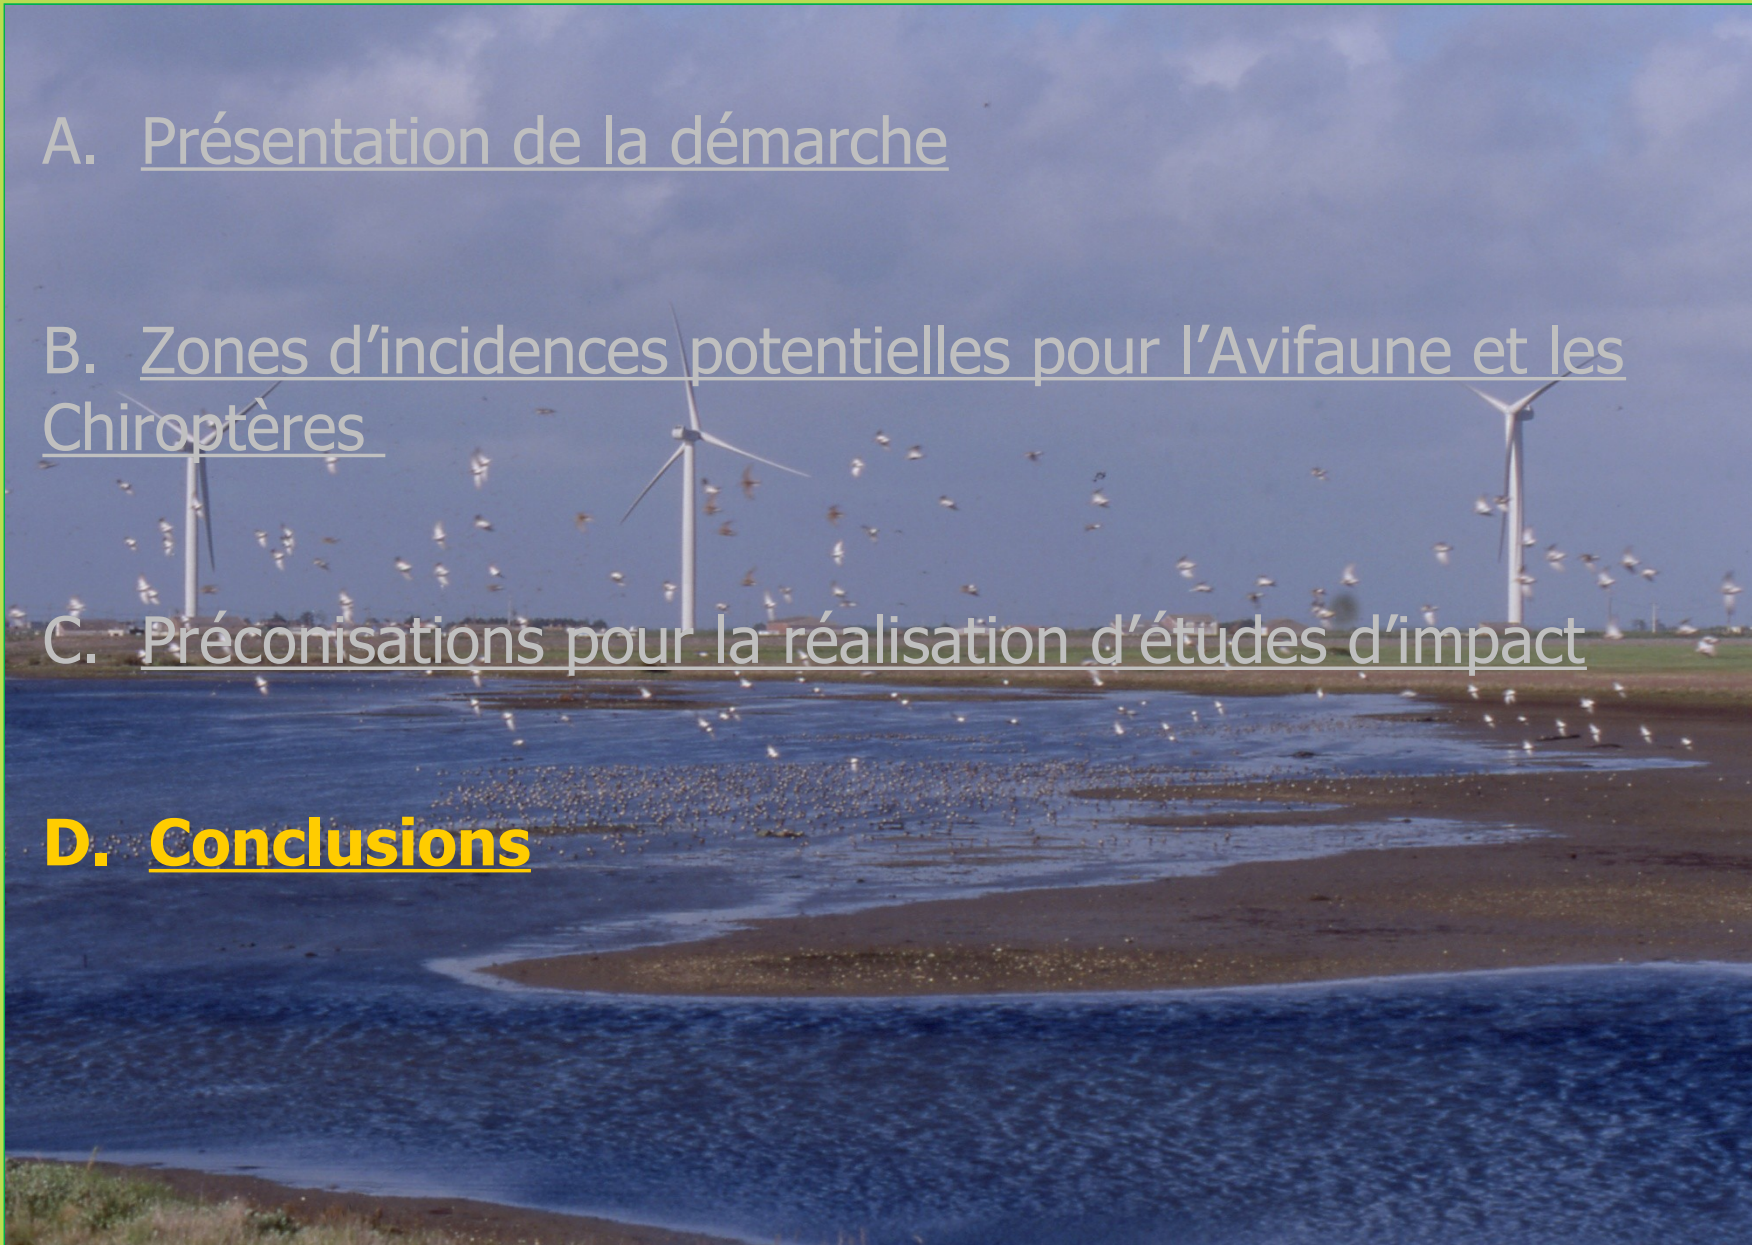 A. Présentation de la démarche
B. Zones d’incidences potentielles pour l’Avifaune et les
Chiroptères
C. Préconisations pour la réalisation d’études d’impact
D. Conclusions